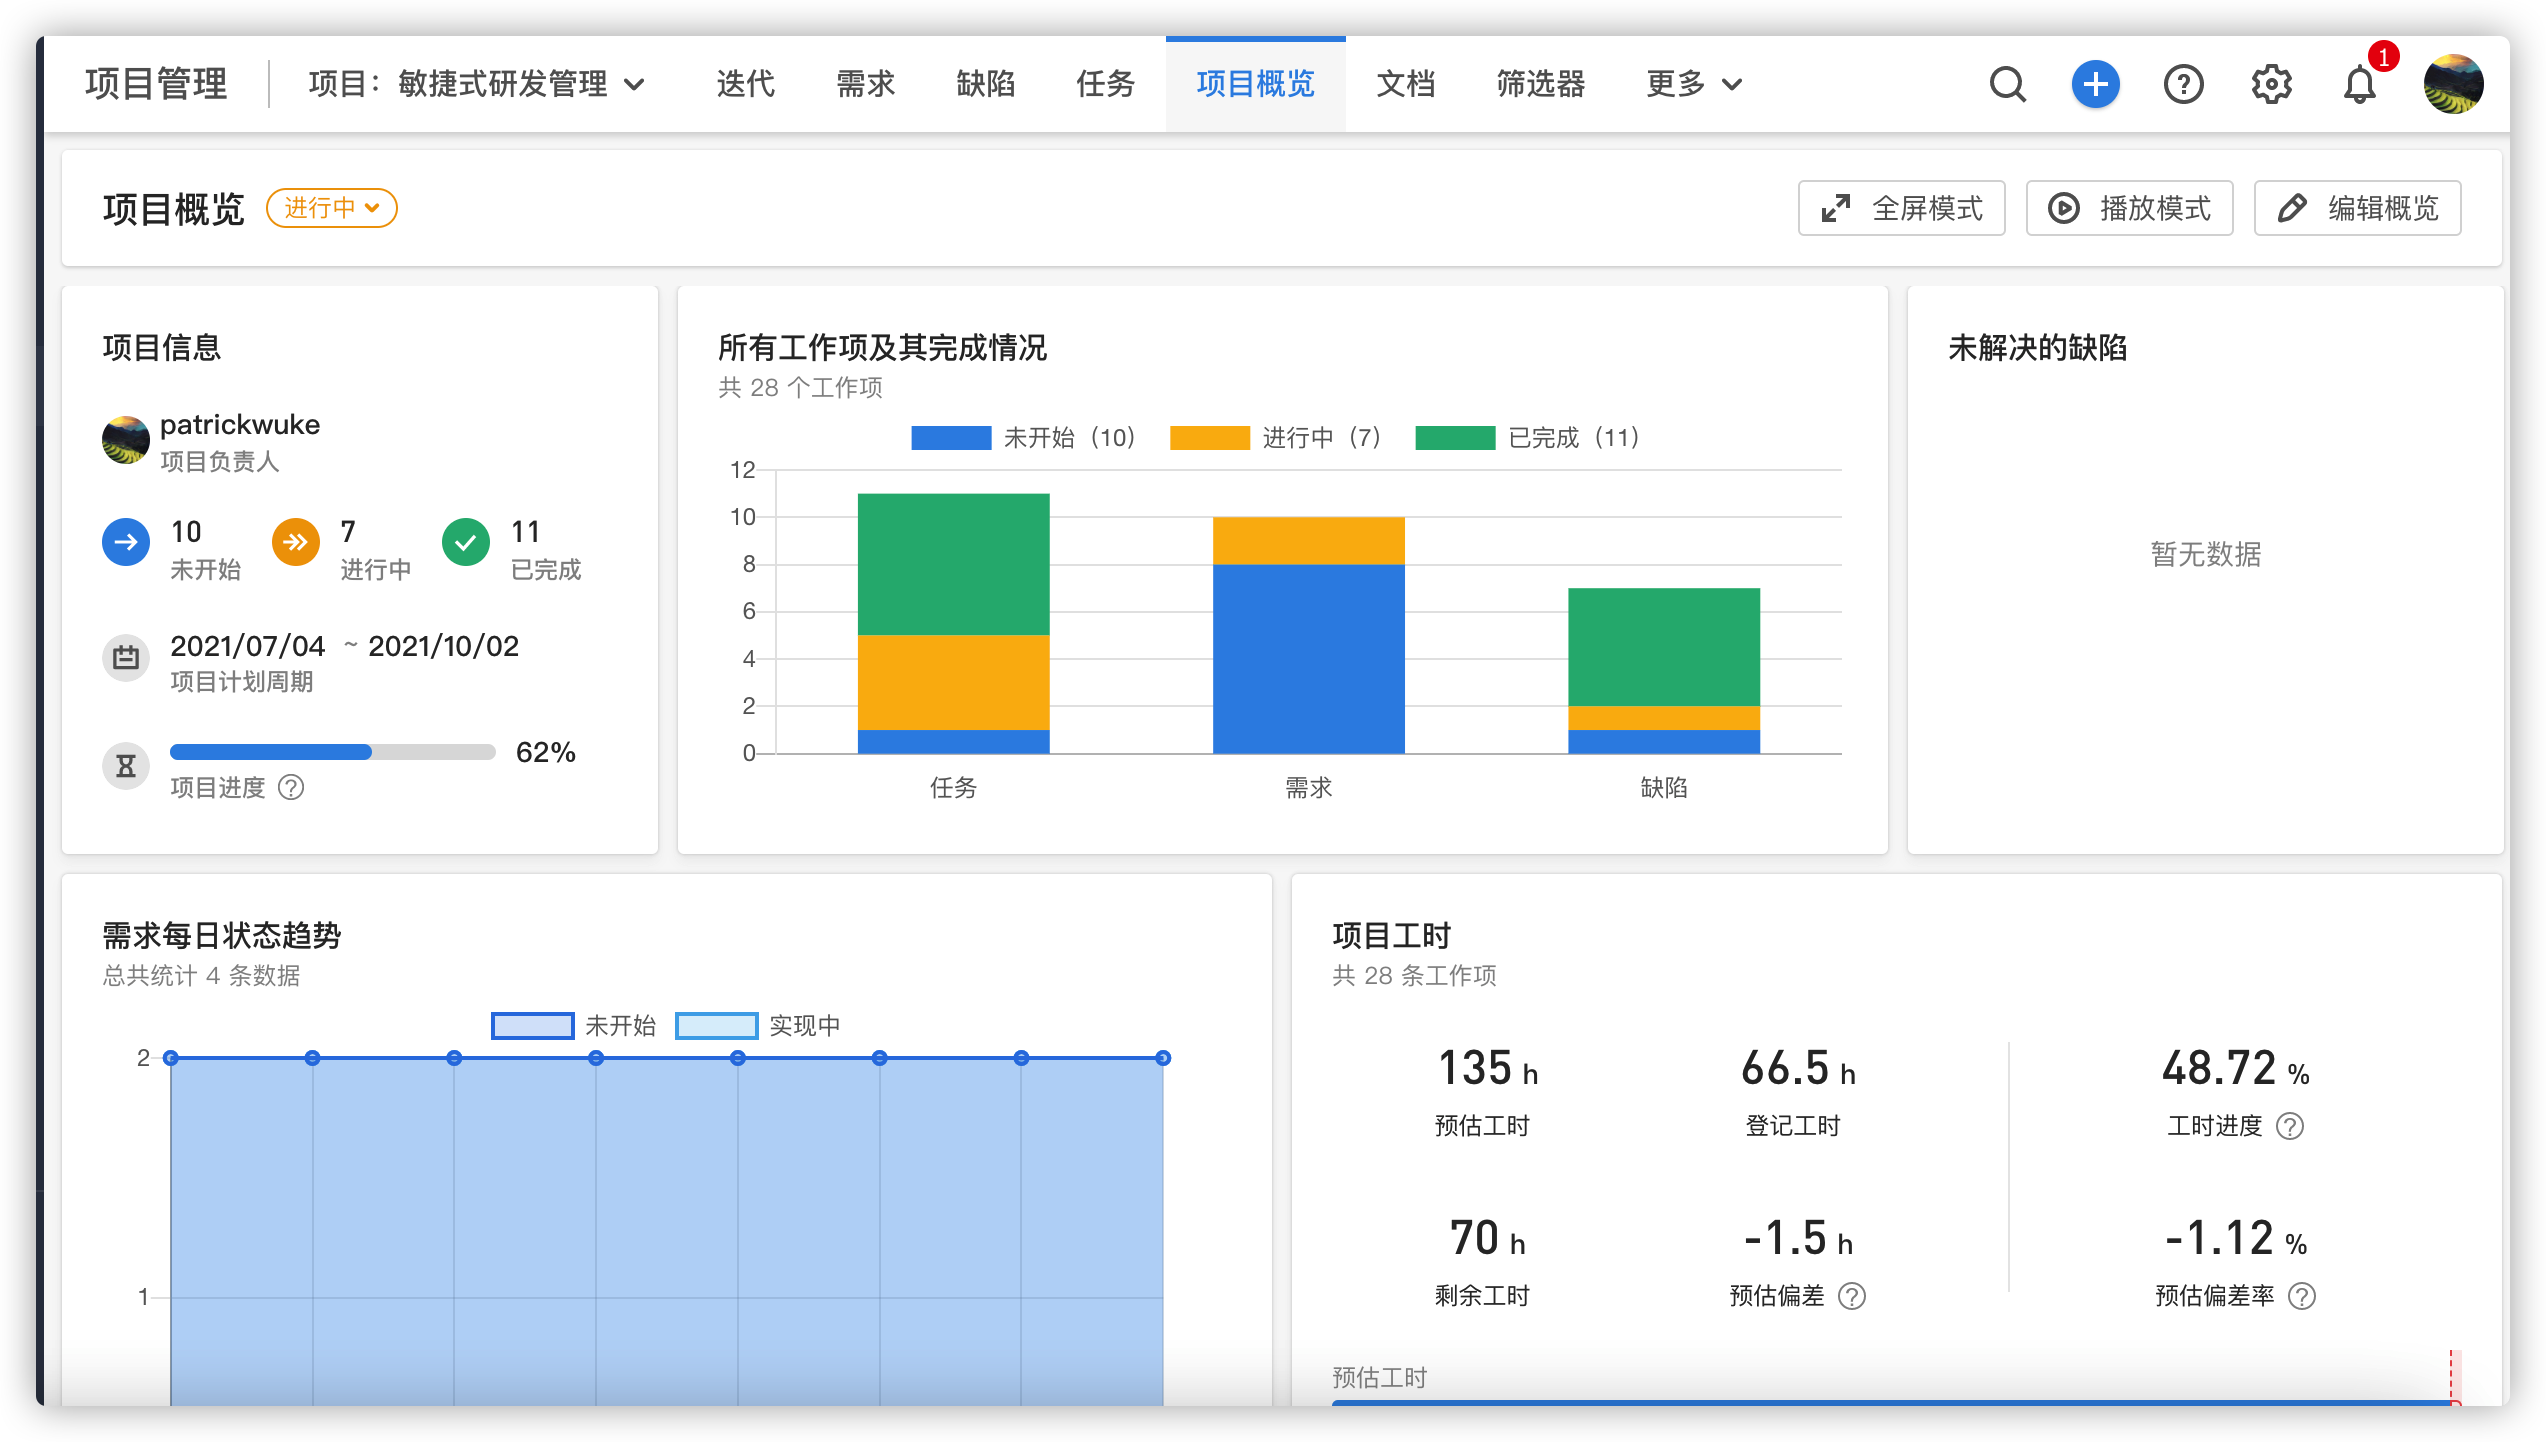 项目管理 项目：敏捷式研发管理 迭代 需求 缺陷 任务 项目概览 文档 筛选器 更多 1
项目概览 进行中 全屏模式 播放模式 编辑概览
项目信息
patrickwuke
项目负责人
10 7 11
未开始 进行中 已完成
2021/07/04 ~ 2021/10/02
项目计划周期
62%
项目进度
所有工作项及其完成情况
共 28 个工作项
未开始（10） 进行中（7） 已完成（11）
12
10
8
6
4
2
0
任务 需求 缺陷
未解决的缺陷
暂无数据
需求每日状态趋势
总共统计 4 条数据
未开始 实现中
2
1
项目工时
共 28 条工作项
135 h 66.5 h 48.72 %
预估工时 登记工时 工时进度
70 h -1.5 h -1.12 %
剩余工时 预估偏差 预估偏差率
预估工时